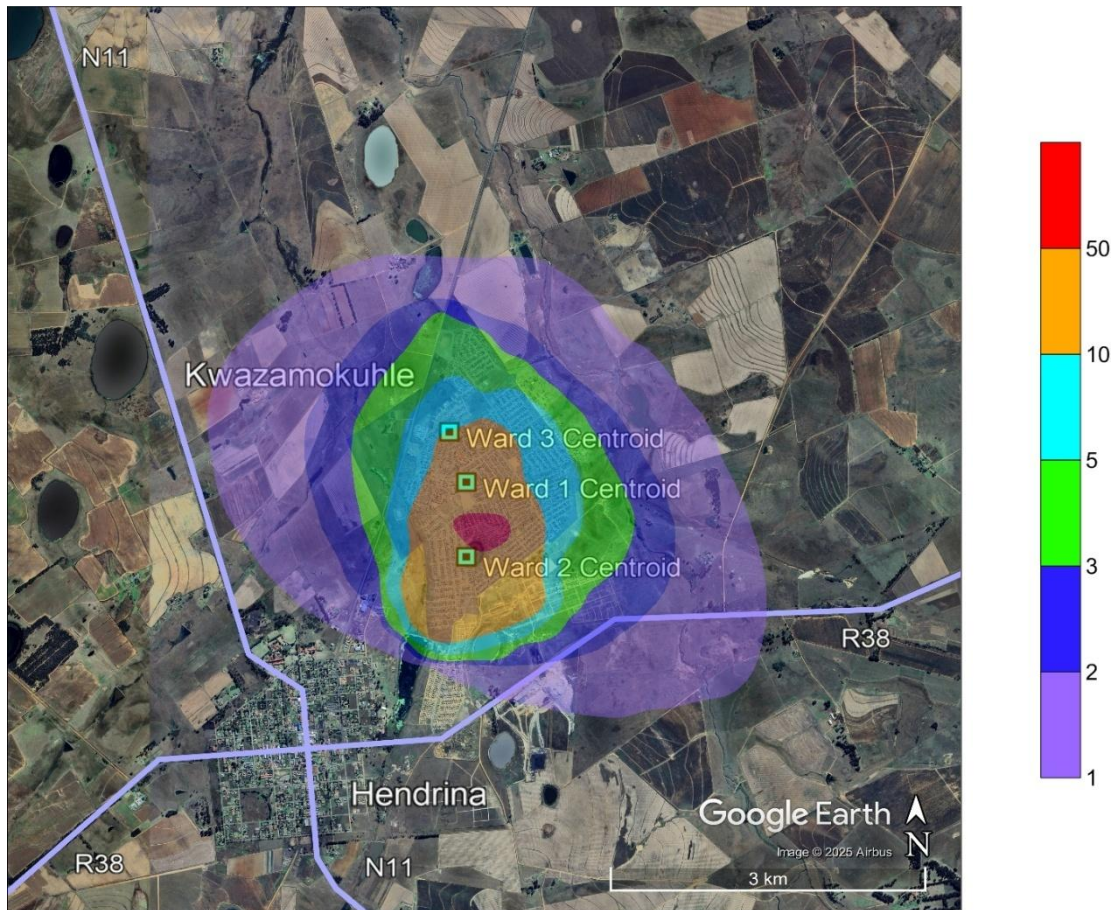 N11
Kwazamokuhle
Ward 3 Centroid
Ward 1 Centroid
Ward 2 Centroid
R38
Hendrina
Google Earth
N
Image © 2025 Airbus
R38
N11
3 km
50
10
5
3
2
1